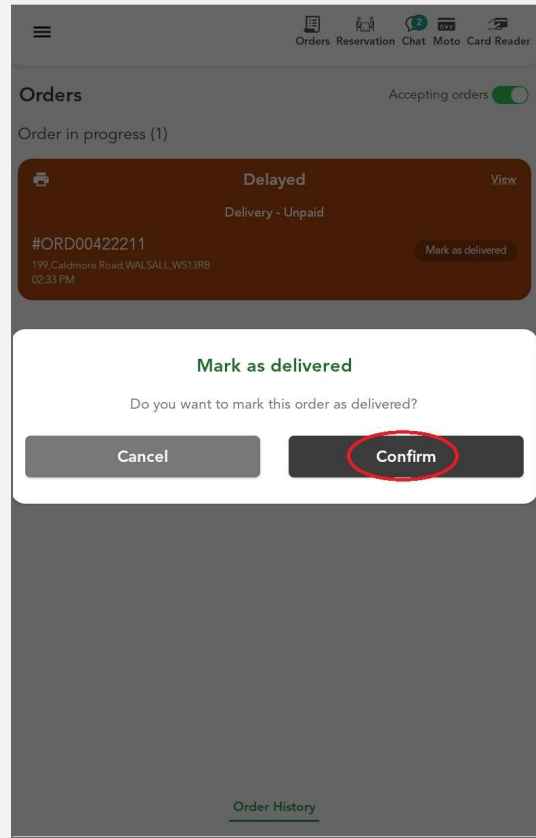 Orders Reservation Chat 2 Moto CVV Card Reader
Orders Accepting orders
Order in progress (1)
Delayed View
Delivery - Unpaid
#ORD00422211 Mark as delivered
199,Caldmore Road,WALSALL,WS13RB
02:33 PM
Mark as delivered
Do you want to mark this order as delivered?
Cancel Confirm
Order History